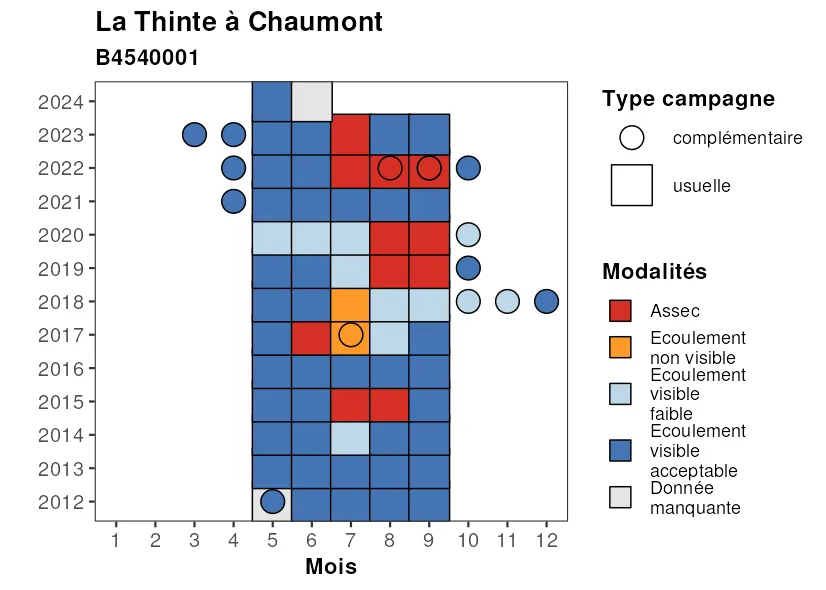 La Thinte à Chaumont
B4540001
2024
2023
2022
2021
2020
2019
2018
2017
2016
2015
2014
2013
2012
1 2 3 4 5 6 7 8 9 10 11 12
Mois
Type campagne
complémentaire
usuelle
Modalités
Assec
Ecoulement
non visible
Ecoulement
visible
faible
Ecoulement
visible
acceptable
Donnée
manquante